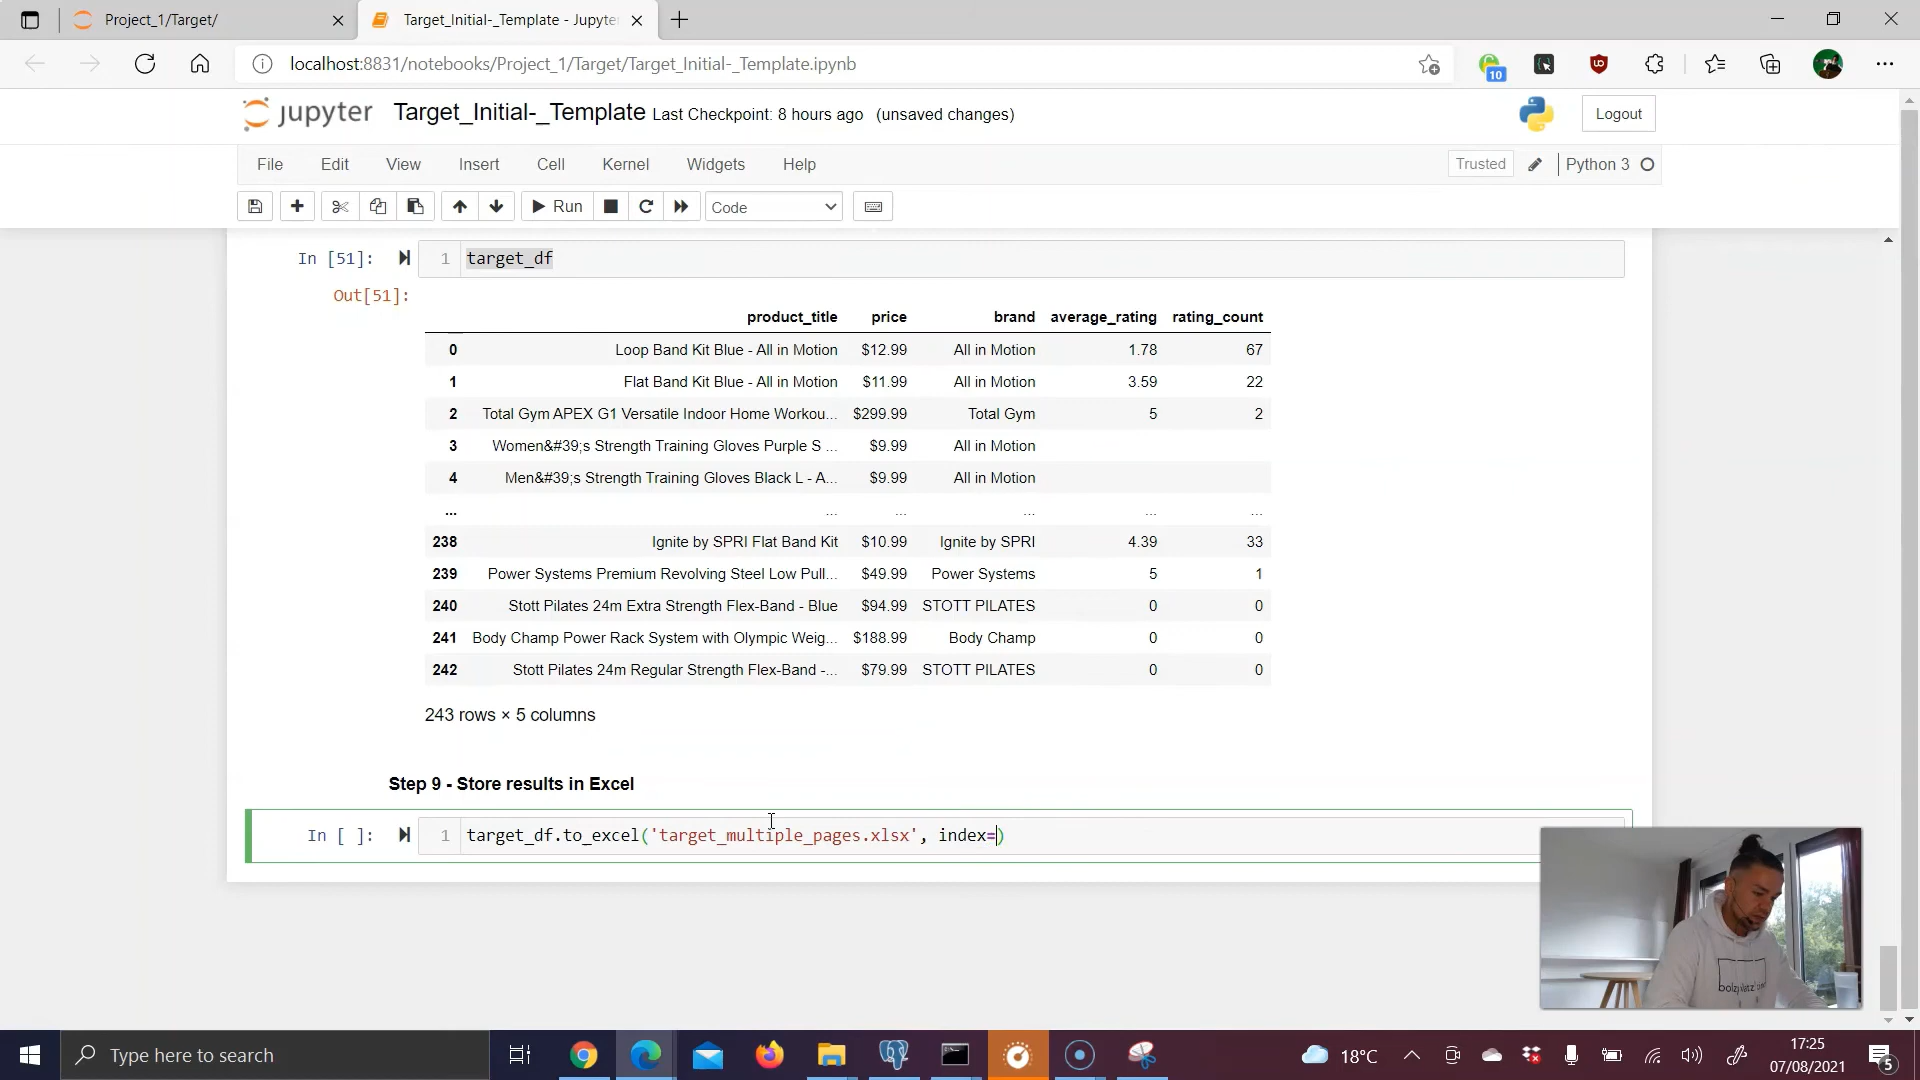 Project_1/Target/
Target_Initial-_Template - Jupyte
localhost:8831/notebooks/Project_1/Target/Target_Initial-_Template.ipynb
10
jupyter Target_Initial-_Template Last Checkpoint: 8 hours ago (unsaved changes)
Logout
File Edit View Insert Cell Kernel Widgets Help
Trusted Python 3
Run Code
In [51]: 1 target_df
Out[51]:
product_title price brand average_rating rating_count
0 Loop Band Kit Blue - All in Motion $12.99 All in Motion 1.78 67
1 Flat Band Kit Blue - All in Motion $11.99 All in Motion 3.59 22
2 Total Gym APEX G1 Versatile Indoor Home Workou... $299.99 Total Gym 5 2
3 Women&#39;s Strength Training Gloves Purple S ... $9.99 All in Motion
4 Men&#39;s Strength Training Gloves Black L - A... $9.99 All in Motion
... ... ... ... ... ...
238 Ignite by SPRI Flat Band Kit $10.99 Ignite by SPRI 4.39 33
239 Power Systems Premium Revolving Steel Low Pull... $49.99 Power Systems 5 1
240 Stott Pilates 24m Extra Strength Flex-Band - Blue $94.99 STOTT PILATES 0 0
241 Body Champ Power Rack System with Olympic Weig... $188.99 Body Champ 0 0
242 Stott Pilates 24m Regular Strength Flex-Band -... $79.99 STOTT PILATES 0 0
243 rows × 5 columns
Step 9 - Store results in Excel
In [ ]: 1 target_df.to_excel('target_multiple_pages.xlsx', index=)
Type here to search
18°C
17:25
07/08/2021
5